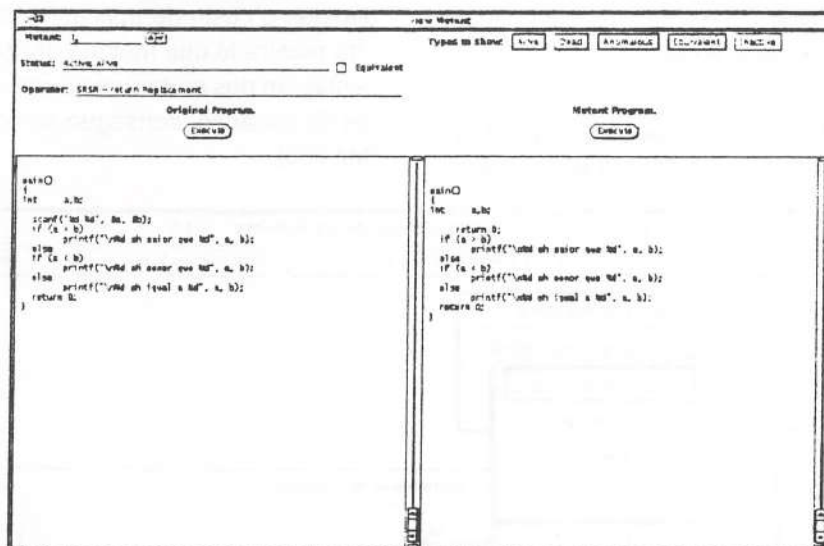 View Mutant
Mutant: 1
Types to Show: Alive Dead Anomalous Equivalent Inactive
Status: Active Alive
Equivalent
Operator: SRSR - return Replacement
Original Program.
Mutant Program.
Execute
Execute
main()
{
int a,b;
scanf("%d %d", &a, &b);
if (a > b)
printf("\n%d eh maior que %d", a, b);
else
if (a < b)
printf("\n%d eh menor que %d", a, b);
else
printf("\n%d eh igual a %d", a, b);
return 0;
}
main()
{
int a,b;
return 0;
if (a > b)
printf("\n%d eh maior que %d", a, b);
else
if (a < b)
printf("\n%d eh menor que %d", a, b);
else
printf("\n%d eh igual a %d", a, b);
return 0;
}